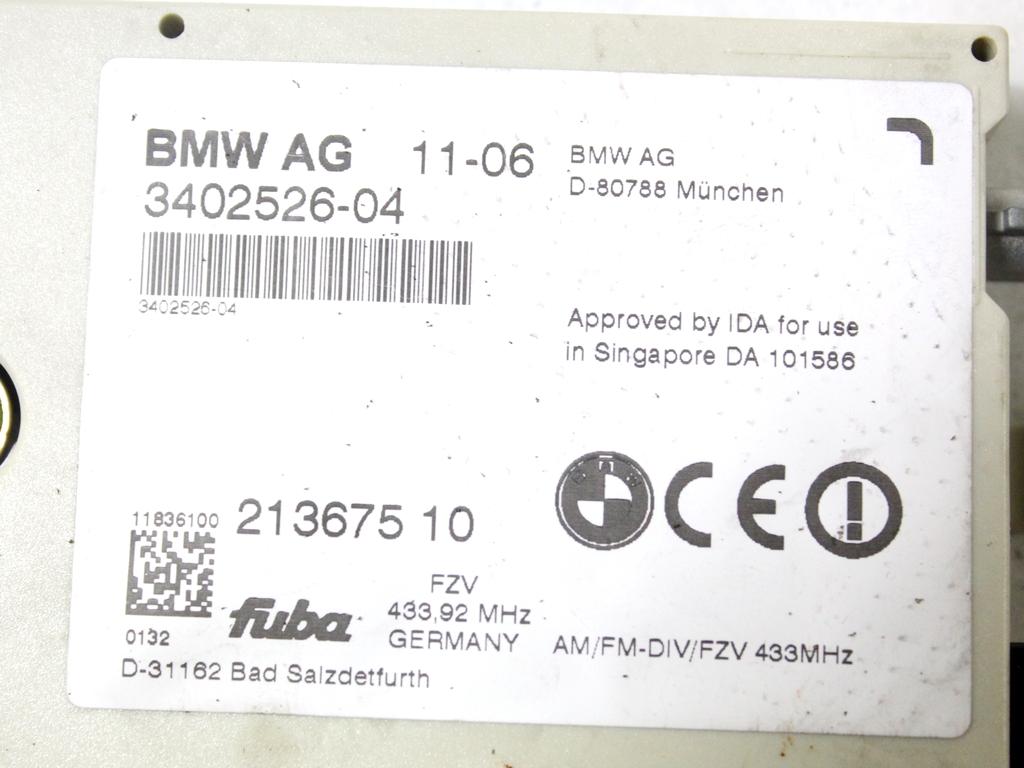 BMW AG 11-06
3402526-04
3402526-04
BMW AG
D-80788 München
Approved by IDA for use
in Singapore DA 101586
BMW
CE
11836100
213675 10
0132
fuba
FZV
433,92 MHz
GERMANY
AM/FM-DIV/FZV 433MHz
D-31162 Bad Salzdetfurth